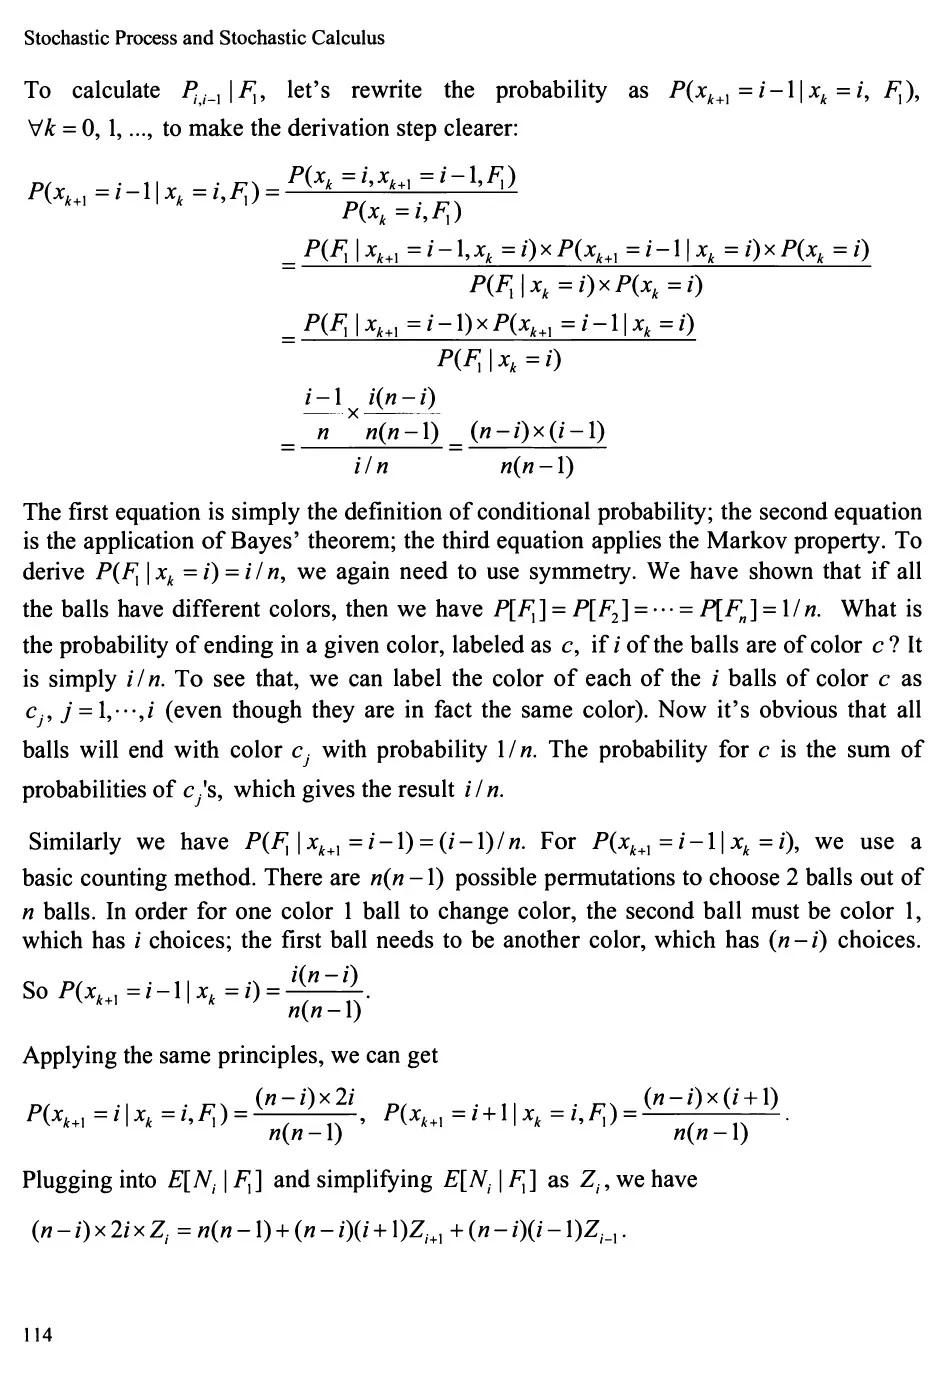 Stochastic Process and Stochastic Calculus
To calculate P_{i,i−1} | F_1, let’s rewrite the probability as P(x_{k+1} = i−1 | x_k = i, F_1),
∀k = 0, 1, ..., to make the derivation step clearer:
P(x_{k+1} = i−1 | x_k = i, F_1) = P(x_k = i, x_{k+1} = i−1, F_1) / P(x_k = i, F_1)
= P(F_1 | x_{k+1} = i−1, x_k = i) × P(x_{k+1} = i−1 | x_k = i) × P(x_k = i) / P(F_1 | x_k = i) × P(x_k = i)
= P(F_1 | x_{k+1} = i−1) × P(x_{k+1} = i−1 | x_k = i) / P(F_1 | x_k = i)
= (i−1 / n × i(n−i) / n(n−1)) / (i / n) = (n−i)×(i−1) / n(n−1)
The first equation is simply the definition of conditional probability; the second equation
is the application of Bayes’ theorem; the third equation applies the Markov property. To
derive P(F_1 | x_k = i) = i / n, we again need to use symmetry. We have shown that if all
the balls have different colors, then we have P[F_1] = P[F_2] = ··· = P[F_n] = 1/n. What is
the probability of ending in a given color, labeled as c, if i of the balls are of color c ? It
is simply i / n. To see that, we can label the color of each of the i balls of color c as
c_j, j = 1,···,i (even though they are in fact the same color). Now it’s obvious that all
balls will end with color c_j with probability 1/n. The probability for c is the sum of
probabilities of c_j's, which gives the result i / n.
Similarly we have P(F_1 | x_{k+1} = i−1) = (i−1)/n. For P(x_{k+1} = i−1 | x_k = i), we use a
basic counting method. There are n(n−1) possible permutations to choose 2 balls out of
n balls. In order for one color 1 ball to change color, the second ball must be color 1,
which has i choices; the first ball needs to be another color, which has (n−i) choices.
So P(x_{k+1} = i−1 | x_k = i) = i(n−i) / n(n−1).
Applying the same principles, we can get
P(x_{k+1} = i | x_k = i, F_1) = (n−i)×2i / n(n−1), P(x_{k+1} = i+1 | x_k = i, F_1) = (n−i)×(i+1) / n(n−1).
Plugging into E[N_i | F_1] and simplifying E[N_i | F_1] as Z_i, we have
(n−i)×2i×Z_i = n(n−1)+(n−i)(i+1)Z_{i+1} +(n−i)(i−1)Z_{i−1}.
114